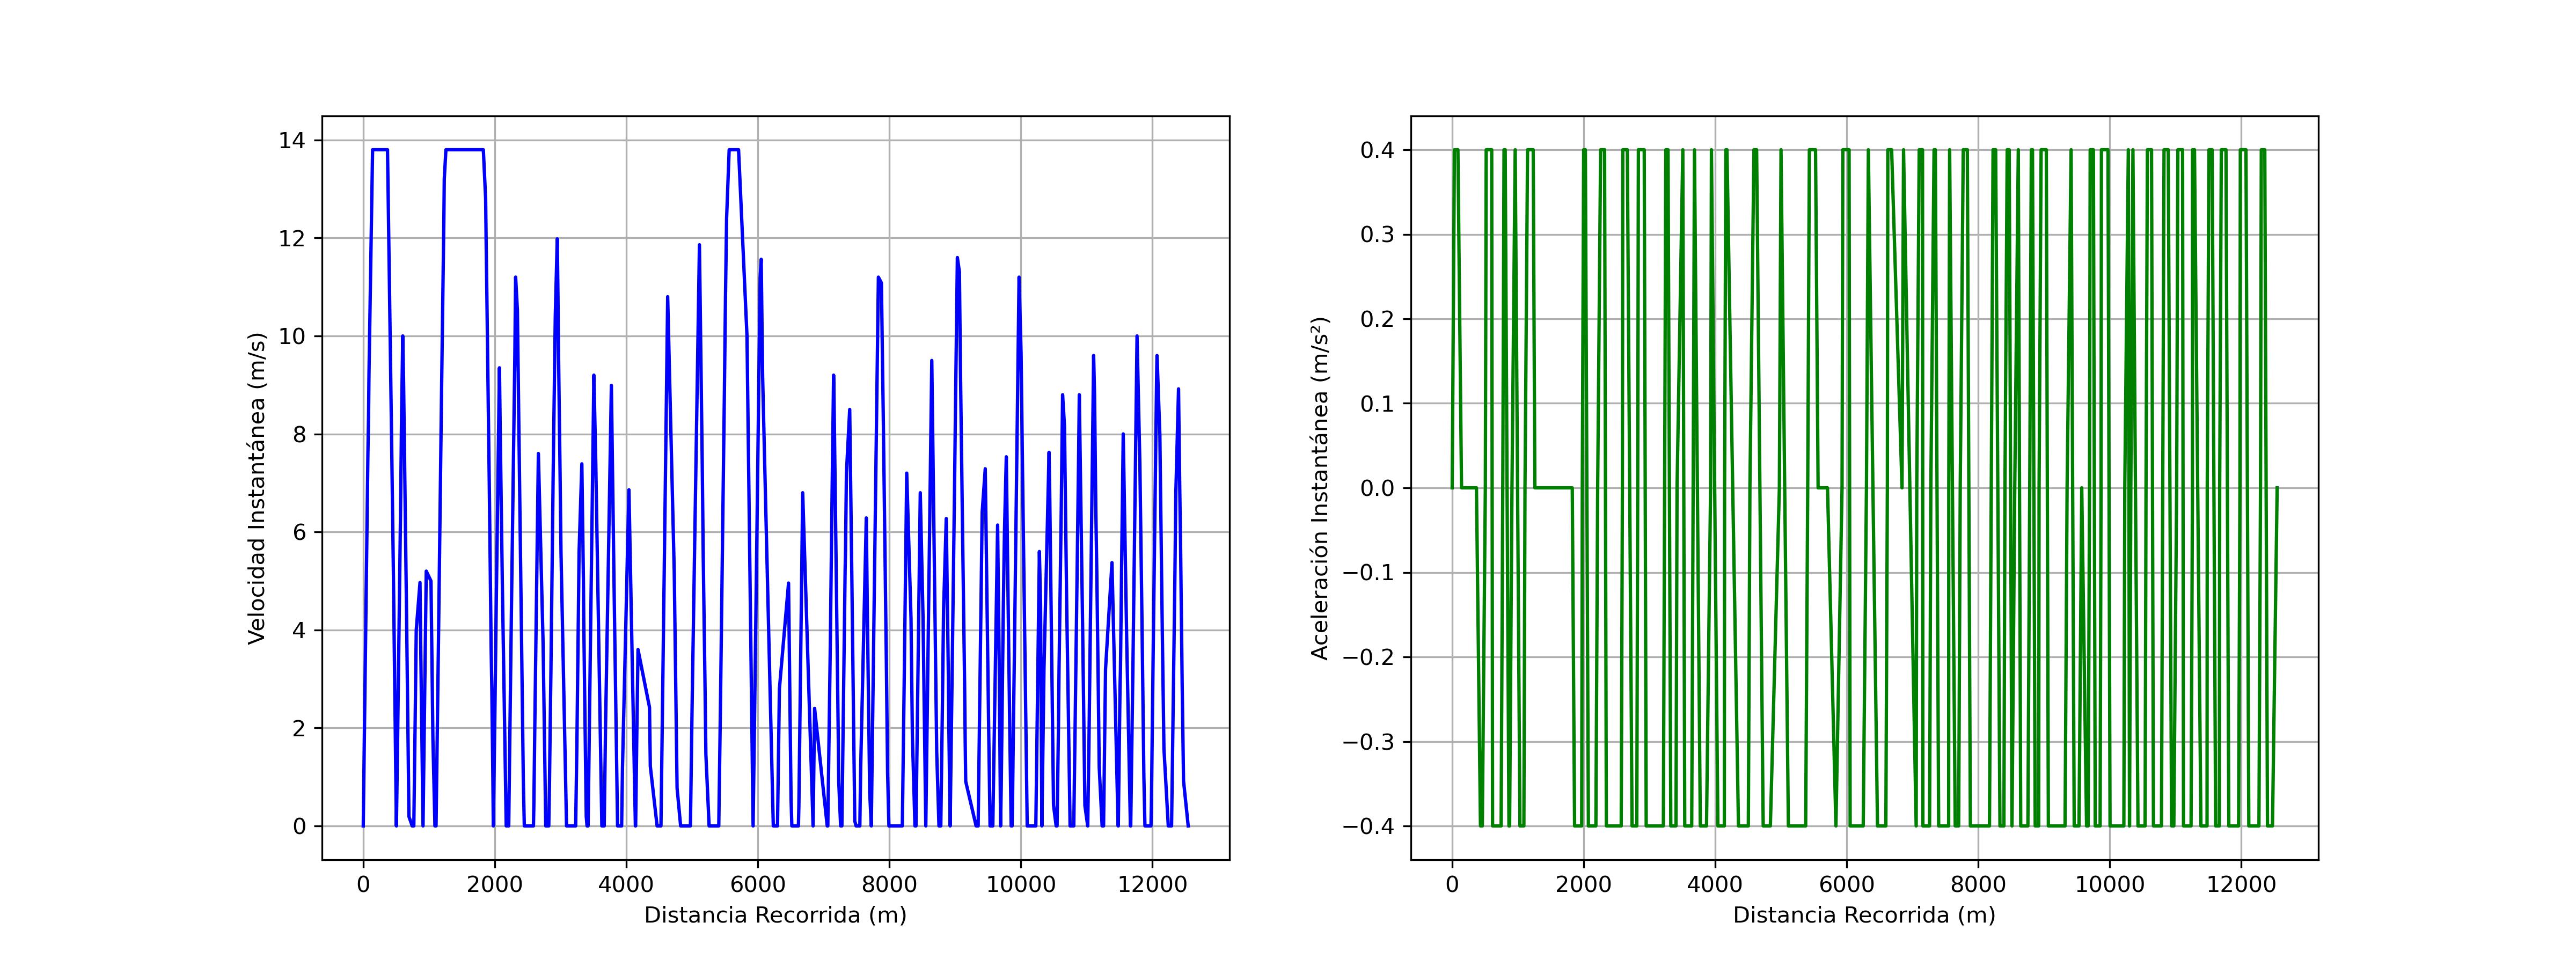 14
12
10
8
6
4
2
0
Velocidad Instantánea (m/s)
0 2000 4000 6000 8000 10000 12000
Distancia Recorrida (m)
0.4
0.3
0.2
0.1
0.0
−0.1
−0.2
−0.3
−0.4
Aceleración Instantánea (m/s²)
0 2000 4000 6000 8000 10000 12000
Distancia Recorrida (m)